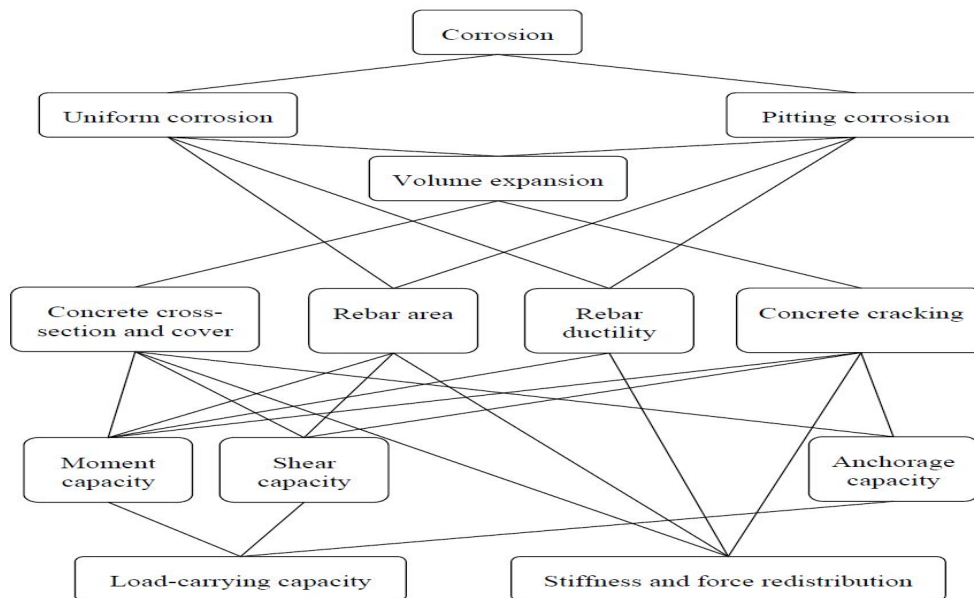 Corrosion
Uniform corrosion
Pitting corrosion
Volume expansion
Concrete cross-
section and cover
Rebar area
Rebar
ductility
Concrete cracking
Moment
capacity
Shear
capacity
Anchorage
capacity
Load-carrying capacity
Stiffness and force redistribution